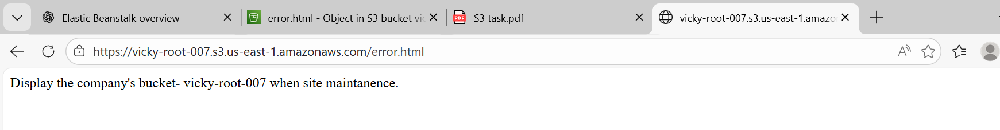 Elastic Beanstalk overview
error.html - Object in S3 bucket vic
PDF
S3 task.pdf
vicky-root-007.s3.us-east-1.amazo
https://vicky-root-007.s3.us-east-1.amazonaws.com/error.html
A
Display the company's bucket- vicky-root-007 when site maintanence.